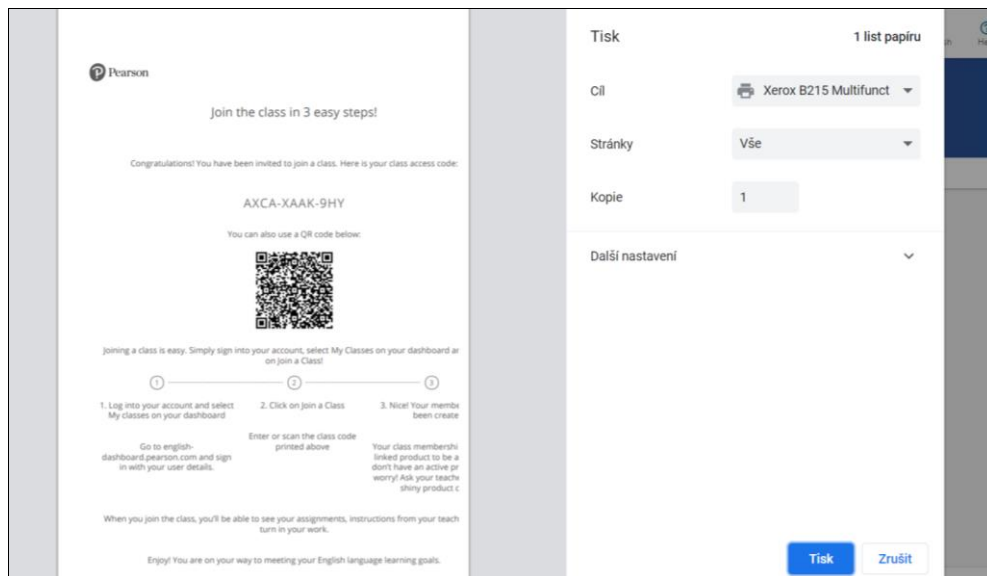 Pearson
Join the class in 3 easy steps!
Congratulations! You have been invited to join a class. Here is your class access code:
AXCA-XAAK-9HY
You can also use a QR code below:
Joining a class is easy. Simply sign into your account, select My Classes on your dashboard ar
on Join a Class!
1
2
3
1. Log into your account and select
My classes on your dashboard
Go to english-
dashboard.pearson.com and sign
in with your user details.
2. Click on Join a Class
Enter or scan the class code
printed above
3. Nice! Your membe
been create
Your class membershi
linked product to be a
don't have an active pr
worry! Ask your teache
shiny product c
When you join the class, you'll be able to see your assignments, instructions from your teach
turn in your work.
Enjoy! You are on your way to meeting your English language learning goals.
Tisk
1 list papíru
Cíl
Xerox B215 Multifunct
Stránky
Vše
Kopie
1
Další nastavení
Tisk
Zrušit